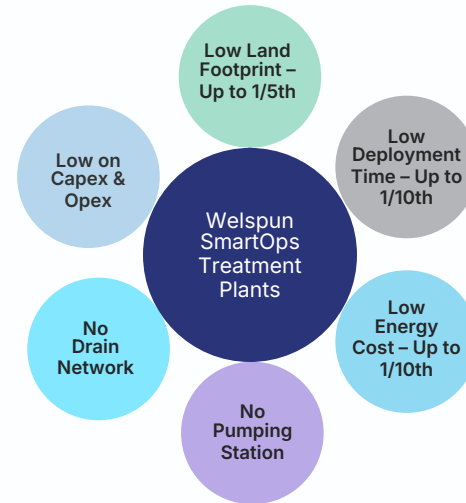 Low Land
Footprint –
Up to 1/5th
Low
Deployment
Time – Up to
1/10th
Low on
Capex &
Opex
Welspun
SmartOps
Treatment
Plants
Low
Energy
Cost – Up to
1/10th
No
Drain
Network
No
Pumping
Station